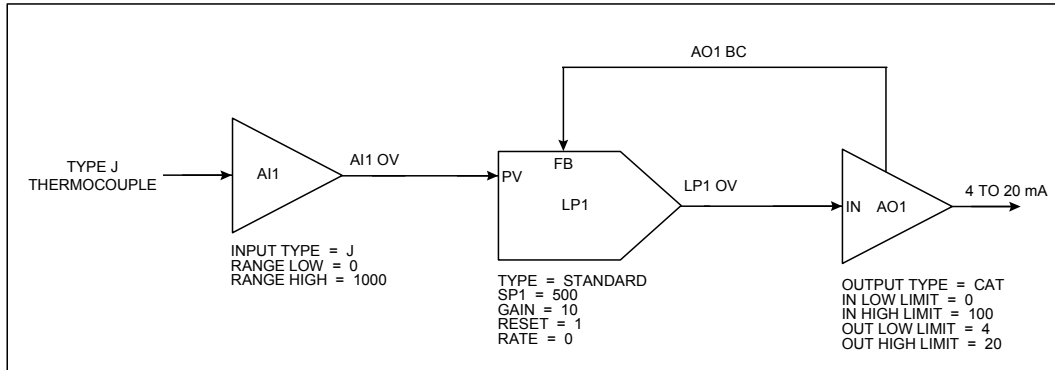 AO1 BC
TYPE J
THERMOCOUPLE
AI1
AI1 OV
PV
FB
LP1
LP1 OV
IN
AO1
4 TO 20 mA
INPUT TYPE = J
RANGE LOW = 0
RANGE HIGH = 1000
TYPE = STANDARD
SP1 = 500
GAIN = 10
RESET = 1
RATE = 0
OUTPUT TYPE = CAT
IN LOW LIMIT = 0
IN HIGH LIMIT = 100
OUT LOW LIMIT = 4
OUT HIGH LIMIT = 20